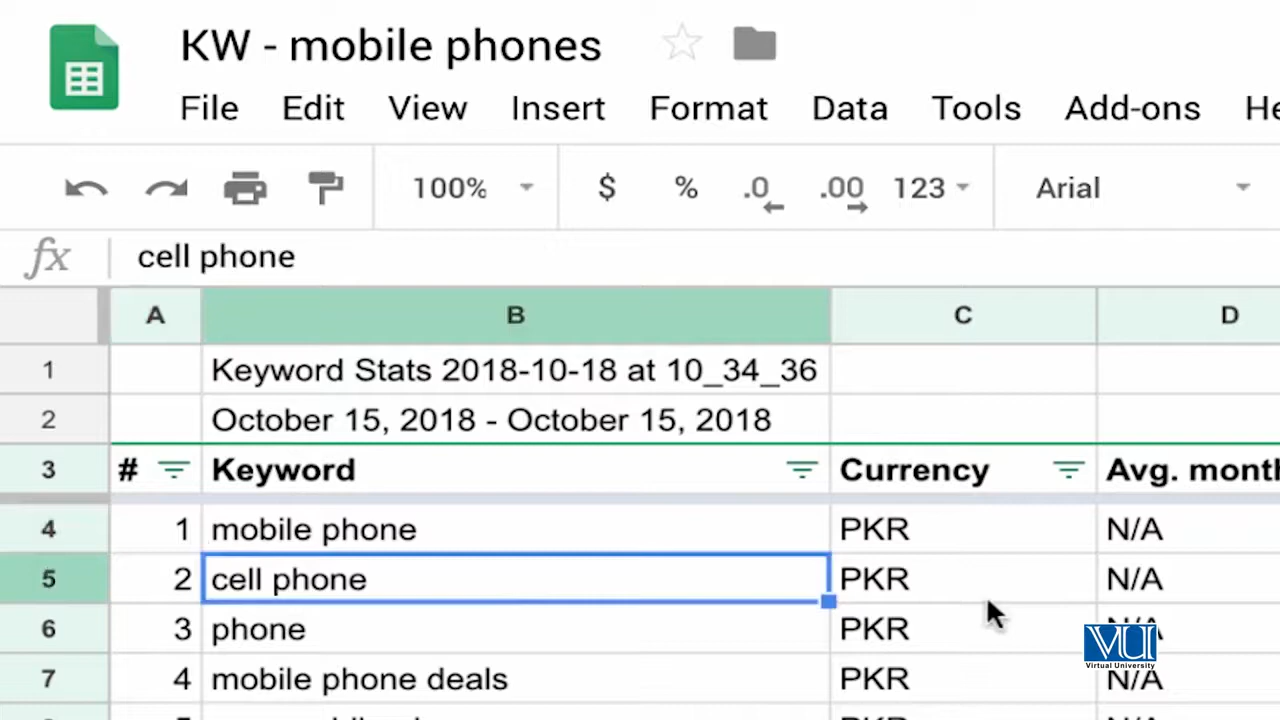 KW - mobile phones
File Edit View Insert Format Data Tools Add-ons He
100% $ % .0 .00 123 Arial
fx cell phone
A B C D
1 Keyword Stats 2018-10-18 at 10_34_36
2 October 15, 2018 - October 15, 2018
3 # Keyword Currency Avg. month
4 1 mobile phone PKR N/A
5 2 cell phone PKR N/A
6 3 phone PKR N/A
7 4 mobile phone deals PKR N/A
VU
Virtual University